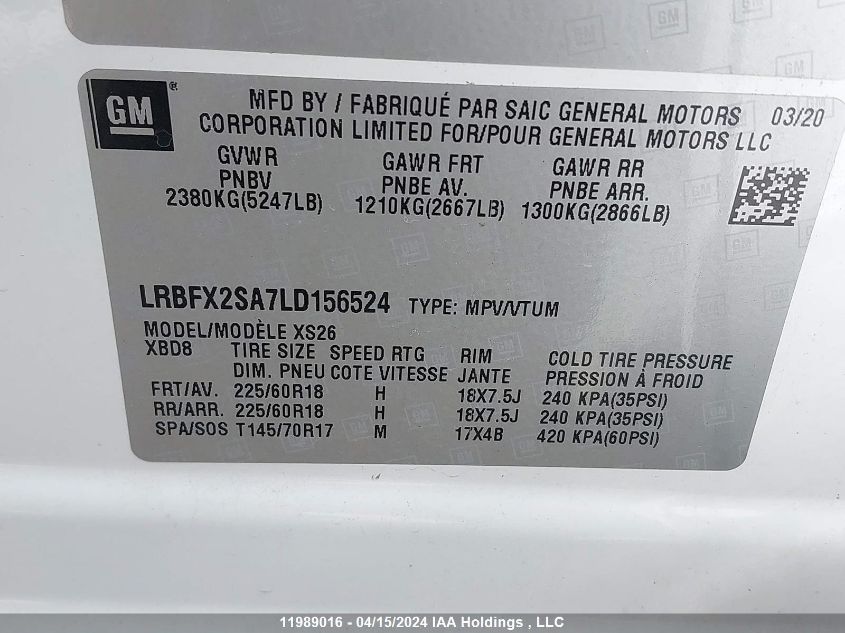 GM ®
MFD BY / FABRIQUÉ PAR SAIC GENERAL MOTORS 03/20
CORPORATION LIMITED FOR/POUR GENERAL MOTORS LLC
GVWR GAWR FRT GAWR RR
PNBV PNBE AV. PNBE ARR.
2380KG(5247LB) 1210KG(2667LB) 1300KG(2866LB)
LRBFX2SA7LD156524 TYPE: MPV/VTUM
MODEL/MODÈLE XS26
XBD8 TIRE SIZE SPEED RTG RIM COLD TIRE PRESSURE
DIM. PNEU COTE VITESSE JANTE PRESSION À FROID
FRT/AV. 225/60R18 H 18X7.5J 240 KPA(35PSI)
RR/ARR. 225/60R18 H 18X7.5J 240 KPA(35PSI)
SPA/SOS T145/70R17 M 17X4B 420 KPA(60PSI)
11989016 - 04/15/2024 IAA Holdings , LLC